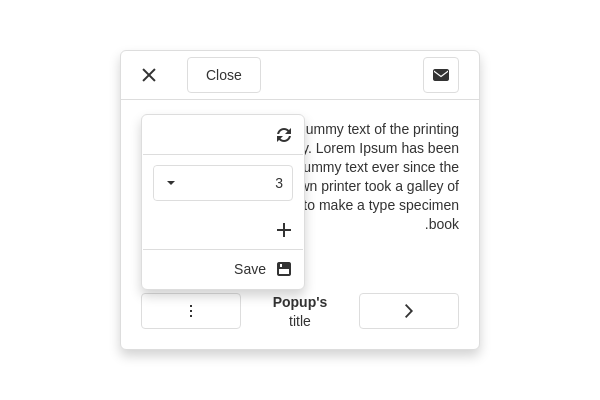 Close
ummy text of the printing
Lorem Ipsum has been
ummy text ever since the
printer took a galley of
to make a type specimen
.book
3
Save
Popup's
title